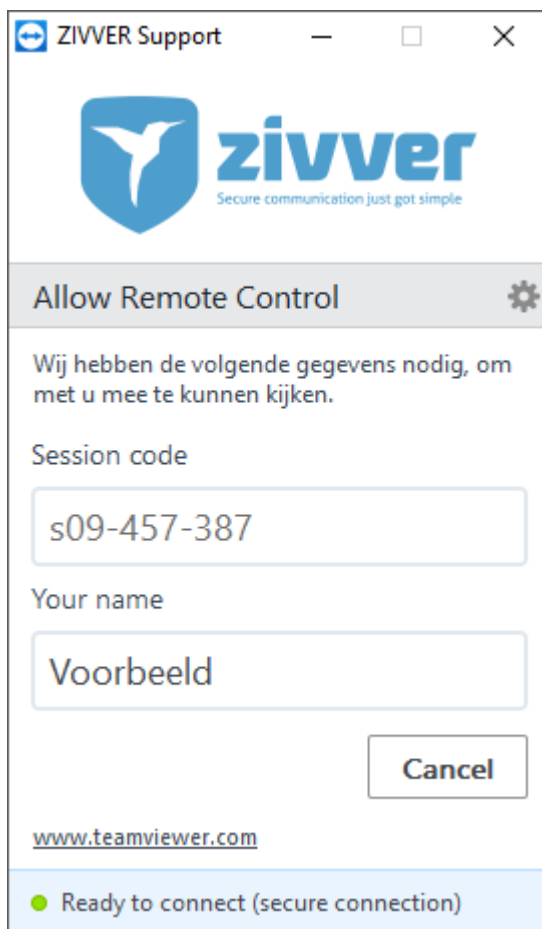 ZIVVER Support
zivver
Secure communication just got simple
Allow Remote Control
Wij hebben de volgende gegevens nodig, om
met u mee te kunnen kijken.
Session code
s09-457-387
Your name
Voorbeeld
Cancel
www.teamviewer.com
Ready to connect (secure connection)